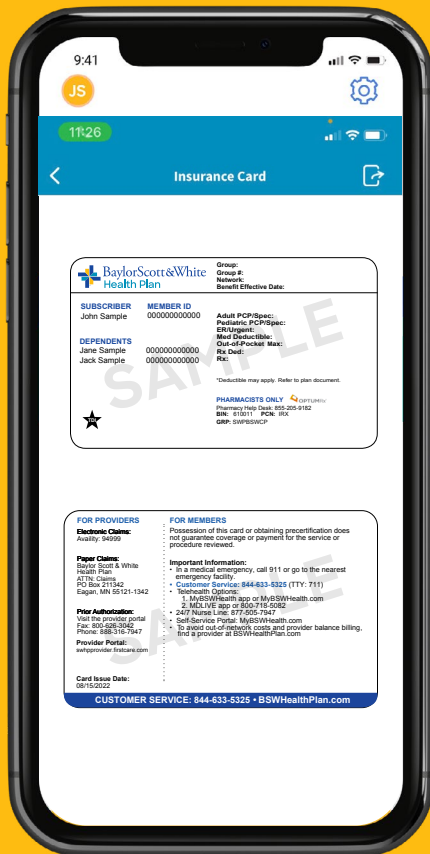 9:41
JS
11:26
Insurance Card
BaylorScott&White
Health Plan
Group:
Group #:
Network:
Benefit Effective Date:
SUBSCRIBER MEMBER ID
John Sample 000000000000
DEPENDENTS
Jane Sample 000000000000
Jack Sample 000000000000
Adult PCP/Spec:
Pediatric PCP/Spec:
ER/Urgent:
Med Deductible:
Out-of-Pocket Max:
Rx Ded:
Rx:
*Deductible may apply. Refer to plan document.
PHARMACISTS ONLY OPTUMRx
Pharmacy Help Desk: 855-205-9182
BIN: 610011 PCN: IRX
GRP: SWPBSWCP
SAMPLE
FOR PROVIDERS
Electronic Claims:
Availity: 94999
Paper Claims:
Baylor Scott & White
Health Plan
ATTN: Claims
PO Box 211342
Eagan, MN 55121-1342
Prior Authorization:
Visit the provider portal
Fax: 800-626-3042
Phone: 888-316-7947
Provider Portal:
swhpprovider.firstcare.com
Card Issue Date:
08/15/2022
FOR MEMBERS
Possession of this card or obtaining precertification does
not guarantee coverage or payment for the service or
procedure reviewed.
Important Information:
• In a medical emergency, call 911 or go to the nearest
emergency facility.
• Customer Service: 844-633-5325 (TTY: 711)
• Telehealth Options:
1. MyBSWHealth app or MyBSWHealth.com
2. MDLIVE app or 800-718-5082
• 24/7 Nurse Line: 877-505-7947
• Self-Service Portal: MyBSWHealth.com
• To avoid out-of-network costs and provider balance billing,
find a provider at BSWHealthPlan.com
SAMPLE
CUSTOMER SERVICE: 844-633-5325 • BSWHealthPlan.com